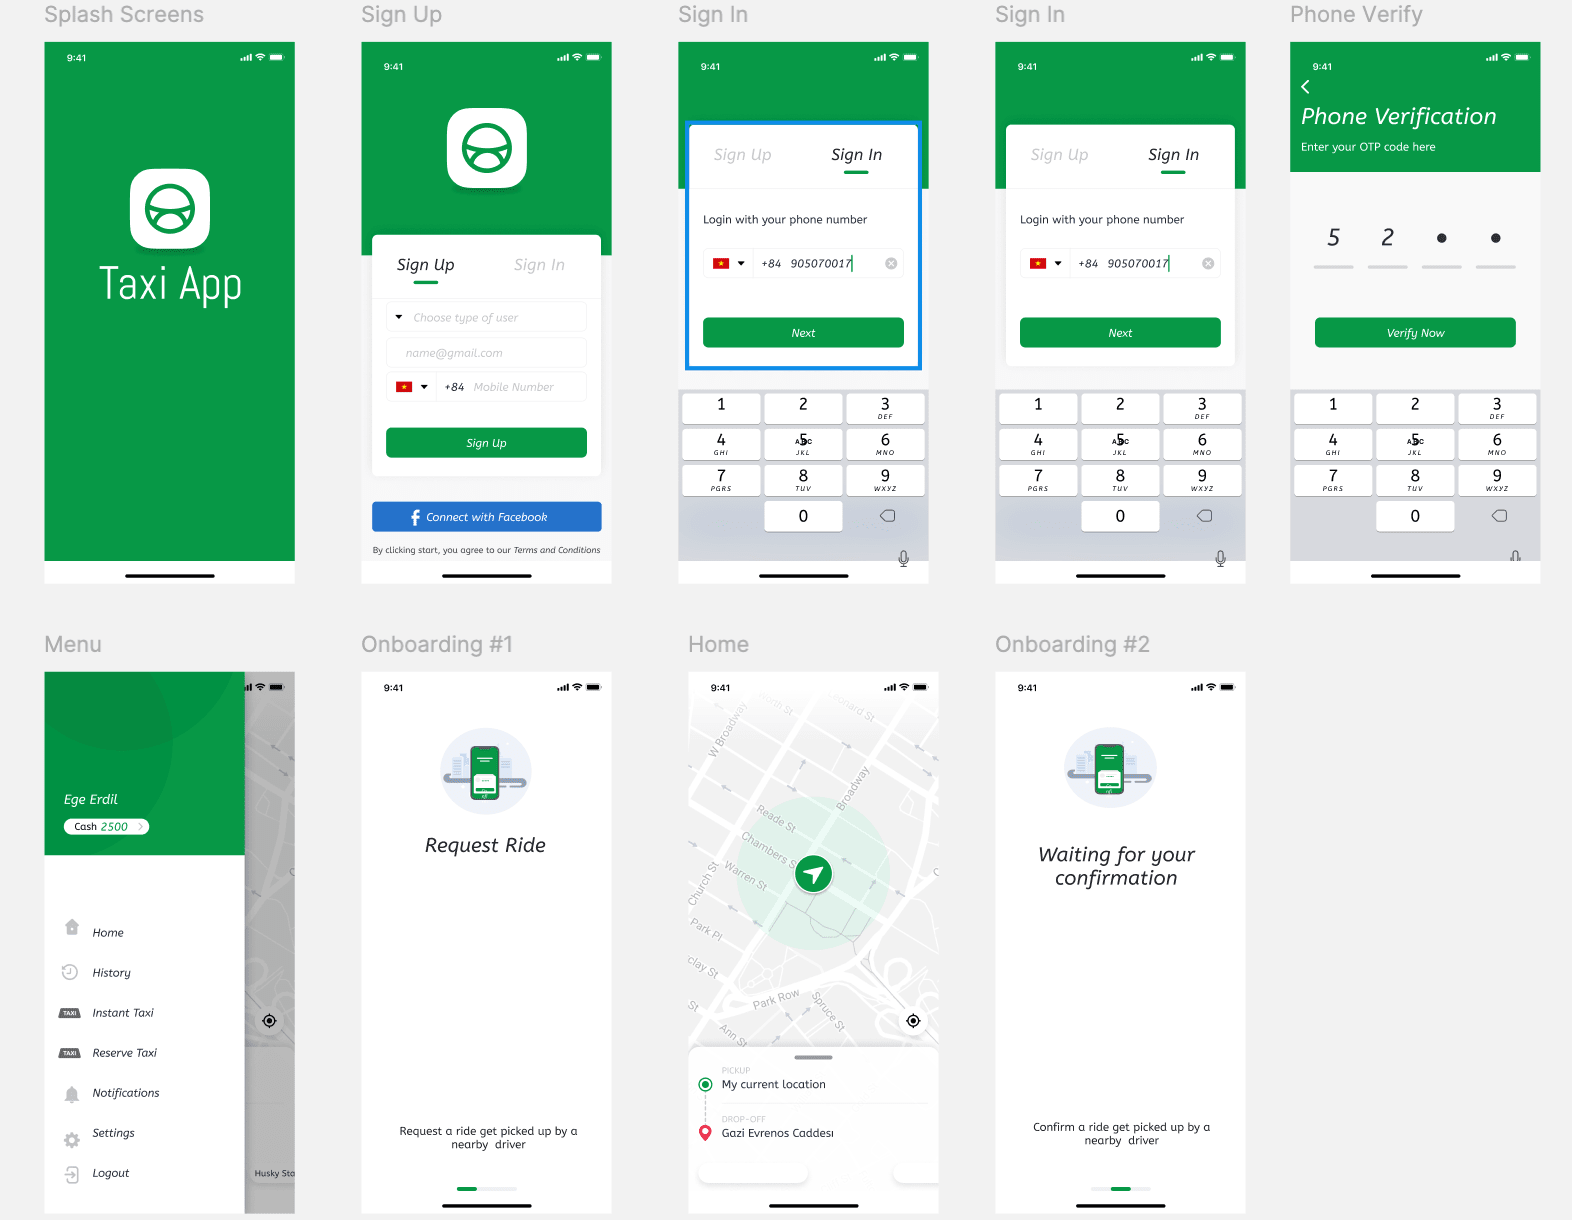 Splash Screens
9:41
Taxi App
Sign Up
9:41
Sign Up
Sign In
Choose type of user
name@gmail.com
+84 Mobile Number
Sign Up
Connect with Facebook
By clicking start, you agree to our Terms and Conditions
Sign In
9:41
Sign Up
Sign In
Login with your phone number
+84 905070017
Next
1 2 3
DEF
4 5 6
GHI ABC JKL MNO
7 8 9
PGRS TUV WXYZ
0
Sign In
9:41
Sign Up
Sign In
Login with your phone number
+84 905070017
Next
1 2 3
DEF
4 5 6
GHI ABC JKL MNO
7 8 9
PGRS TUV WXYZ
0
Phone Verify
9:41
Phone Verification
Enter your OTP code here
5 2
Verify Now
1 2 3
DEF
4 5 6
GHI ABC JKL MNO
7 8 9
PGRS TUV WXYZ
0
Menu
Ege Erdil
Cash 2500
Home
History
TAXI Instant Taxi
TAXI Reserve Taxi
Notifications
Settings
Logout
Husky Sta
Onboarding #1
9:41
Request Ride
Request a ride get picked up by a
nearby driver
Home
9:41
North St
Leonard St
W Broadway
Broadway
Reade St
Chambers S
Warren St
Church St
Park Pl
clay St
Park Row
Spruce St
St
Ann St
PICKUP
My current location
DROP-OFF
Gazi Evrenos Caddesı
Onboarding #2
9:41
Waiting for your
confirmation
Confirm a ride get picked up by a
nearby driver